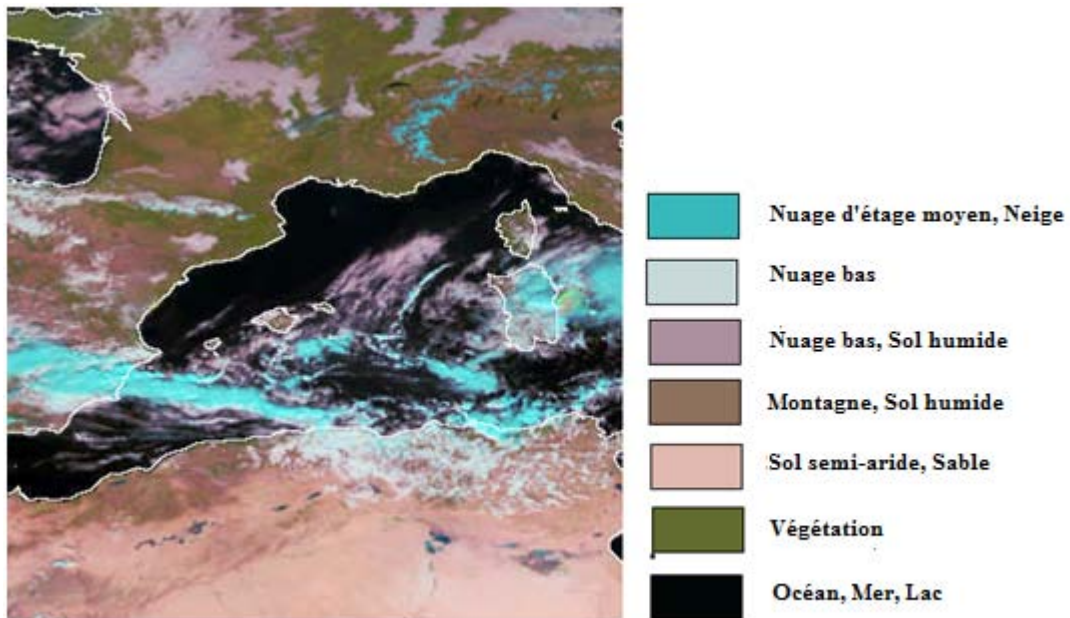 Nuage d'étage moyen, Neige
Nuage bas
Nuage bas, Sol humide
Montagne, Sol humide
Sol semi-aride, Sable
Végétation
Océan, Mer, Lac